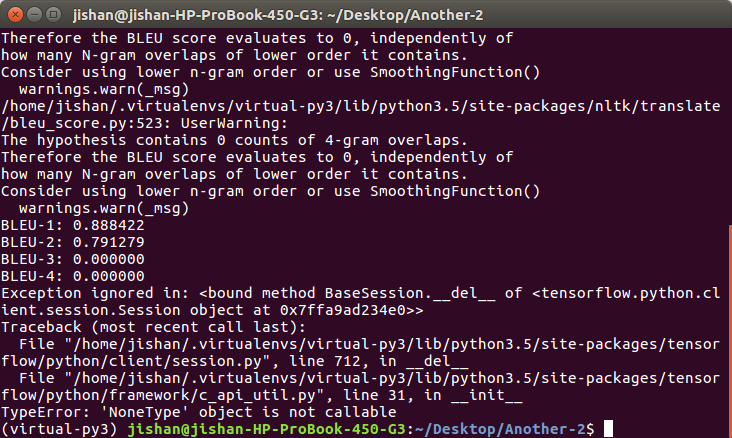 jishan@jishan-HP-ProBook-450-G3: ~/Desktop/Another-2
Therefore the BLEU score evaluates to 0, independently of
how many N-gram overlaps of lower order it contains.
Consider using lower n-gram order or use SmoothingFunction()
  warnings.warn(_msg)
/home/jishan/.virtualenvs/virtual-py3/lib/python3.5/site-packages/nltk/translate
/bleu_score.py:523: UserWarning:
The hypothesis contains 0 counts of 4-gram overlaps.
Therefore the BLEU score evaluates to 0, independently of
how many N-gram overlaps of lower order it contains.
Consider using lower n-gram order or use SmoothingFunction()
  warnings.warn(_msg)
BLEU-1: 0.888422
BLEU-2: 0.791279
BLEU-3: 0.000000
BLEU-4: 0.000000
Exception ignored in: <bound method BaseSession.__del__ of <tensorflow.python.cl
ient.session.Session object at 0x7ffa9ad234e0>>
Traceback (most recent call last):
  File "/home/jishan/.virtualenvs/virtual-py3/lib/python3.5/site-packages/tensor
flow/python/client/session.py", line 712, in __del__
  File "/home/jishan/.virtualenvs/virtual-py3/lib/python3.5/site-packages/tensor
flow/python/framework/c_api_util.py", line 31, in __init__
TypeError: 'NoneType' object is not callable
(virtual-py3) jishan@jishan-HP-ProBook-450-G3:~/Desktop/Another-2$